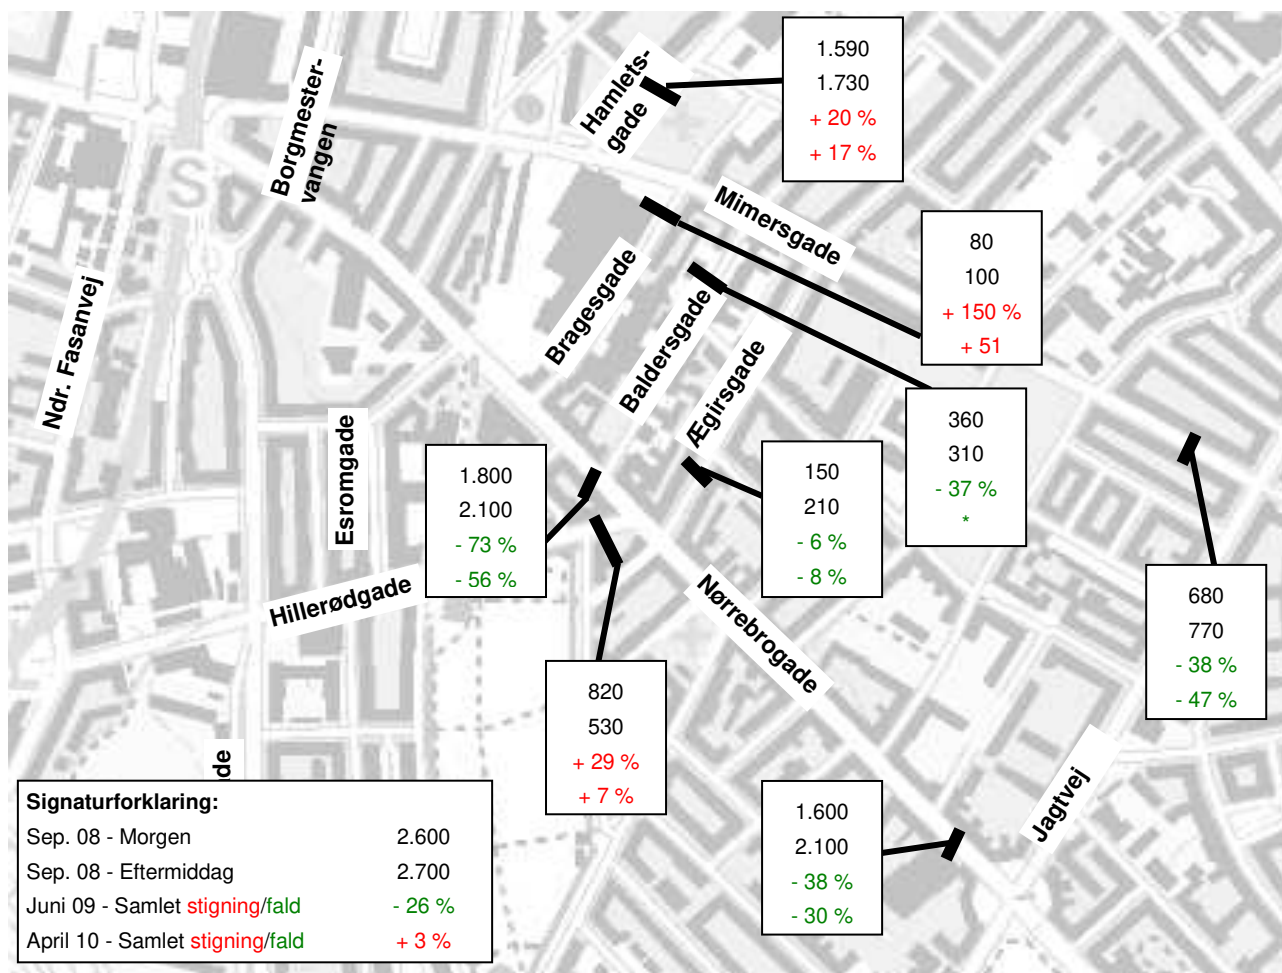 Hamlets-
gade
1.590
1.730
+ 20 %
+ 17 %
Borgmester-
vangen
S
Mimersgade
80
100
+ 150 %
+ 51
Bragesgade
Baldersgade
Ægirsgade
Ndr. Fasanvej
360
310
- 37 %
*
Esromgade
1.800
2.100
- 73 %
- 56 %
150
210
- 6 %
- 8 %
Hillerødgade
Nørrebrogade
680
770
- 38 %
- 47 %
820
530
+ 29 %
+ 7 %
Jagtvej
1.600
2.100
- 38 %
- 30 %
ade
Signaturforklaring:
Sep. 08 - Morgen 2.600
Sep. 08 - Eftermiddag 2.700
Juni 09 - Samlet stigning/fald - 26 %
April 10 - Samlet stigning/fald + 3 %